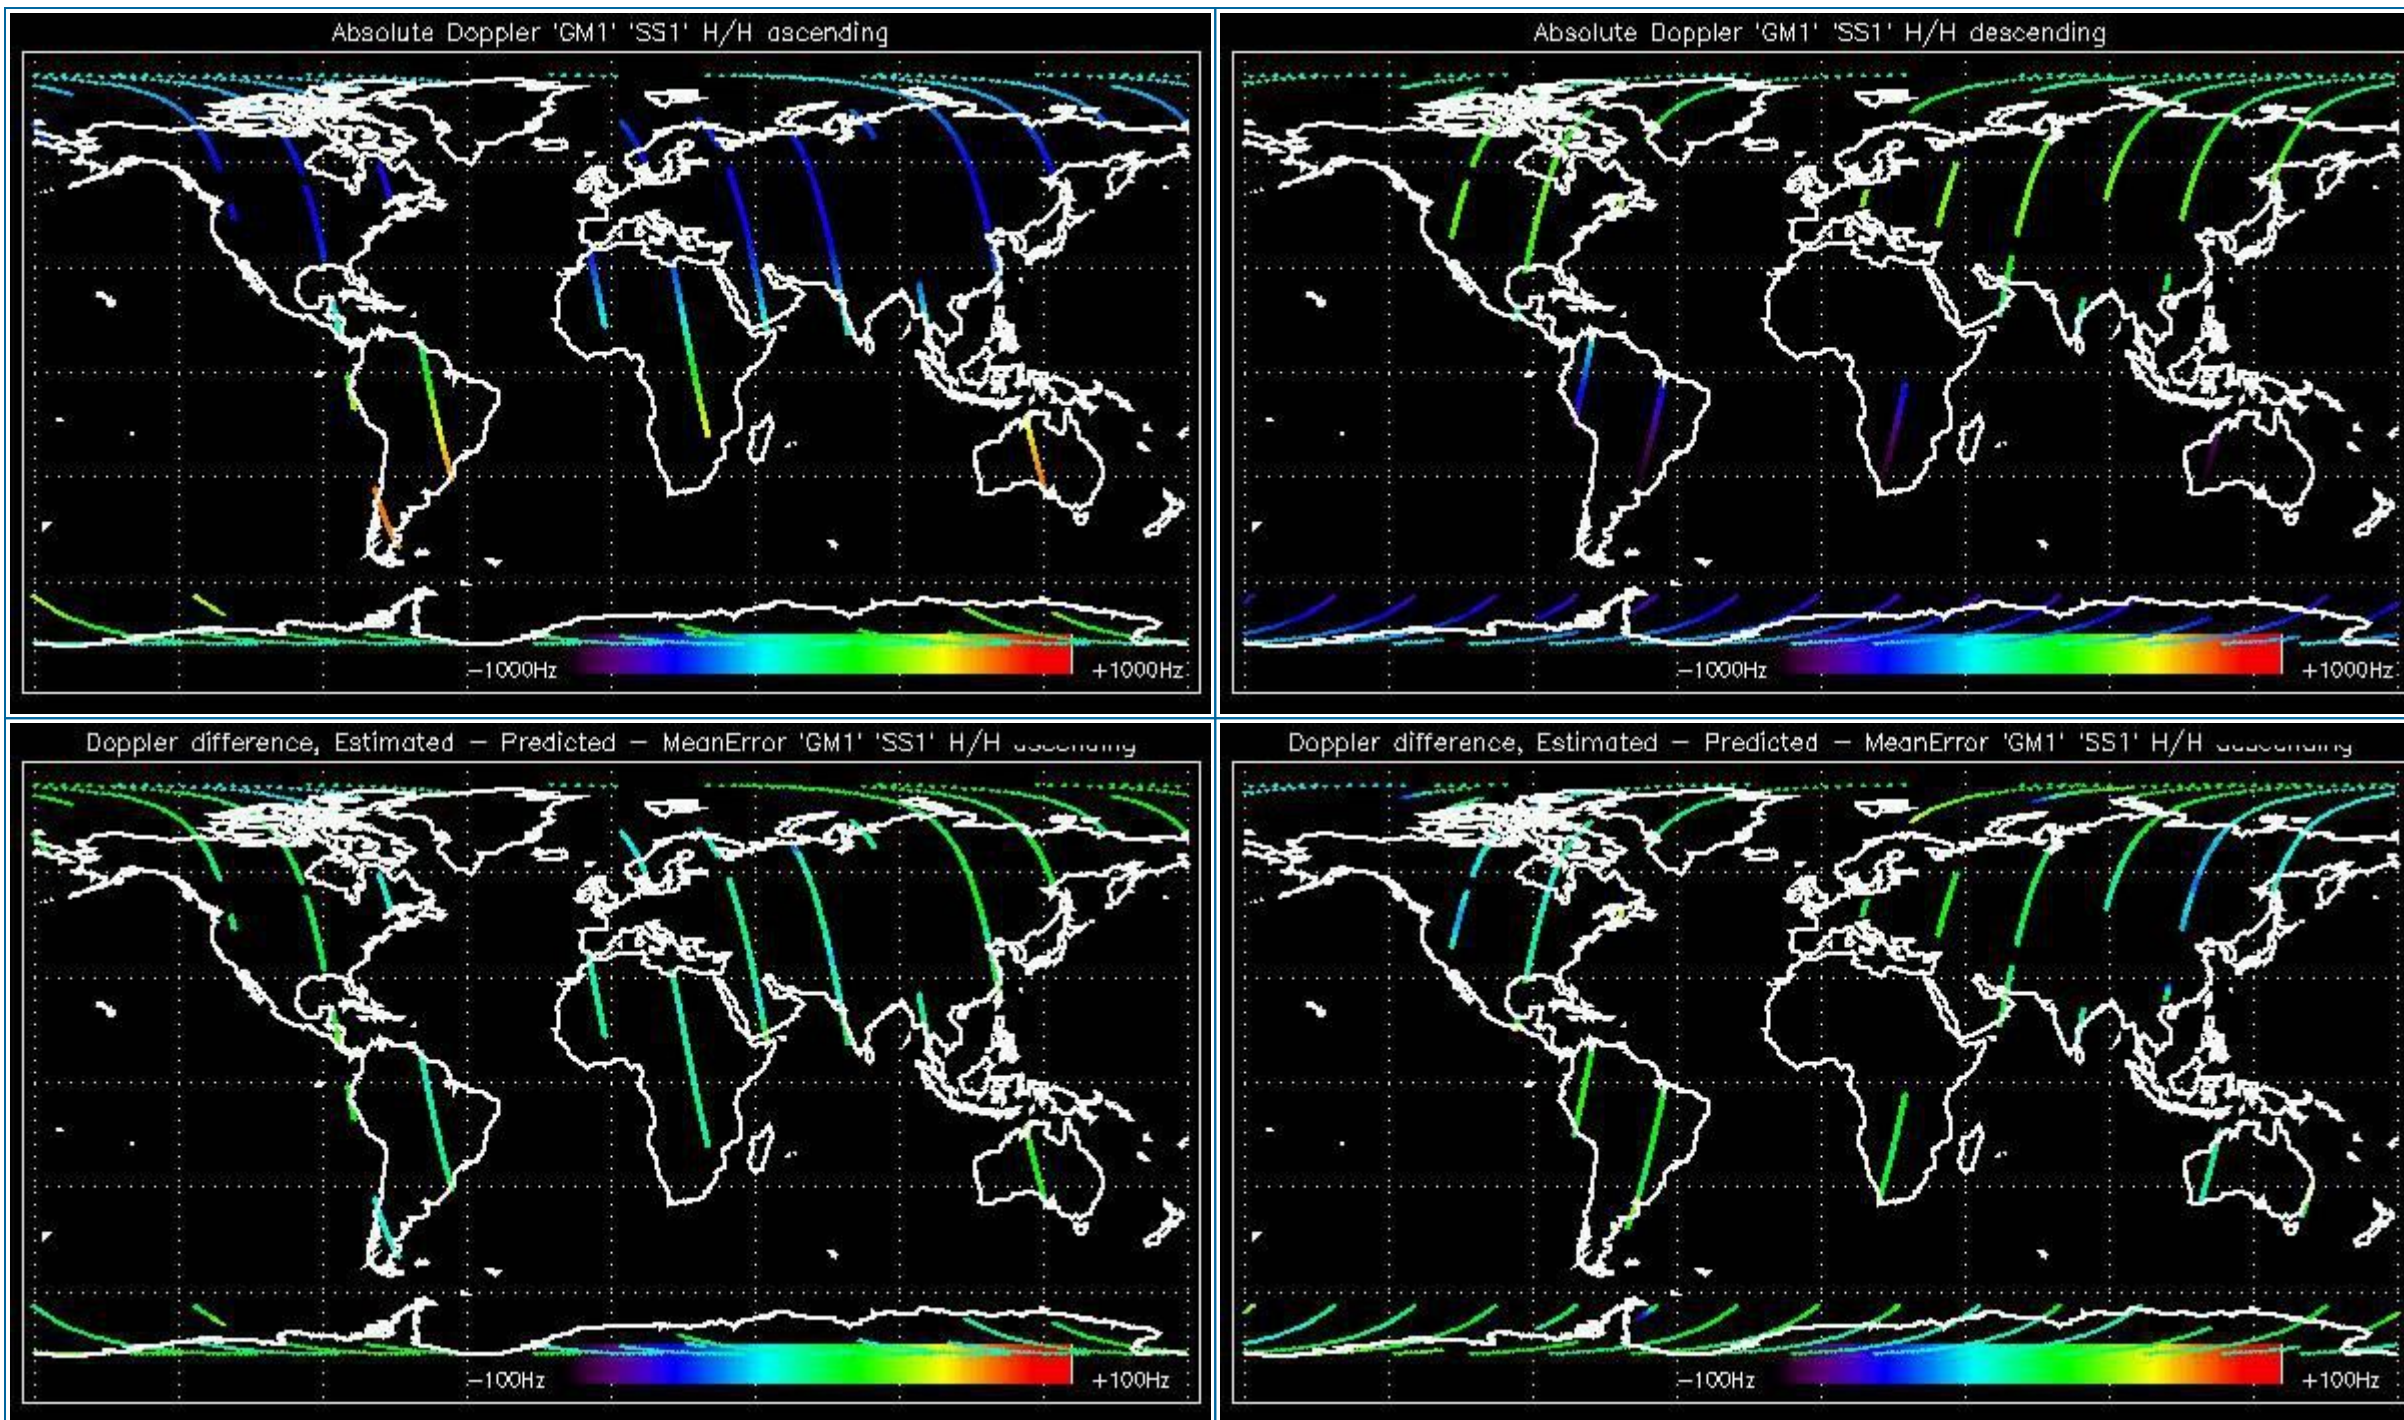 Absolute Doppler 'GM1' 'SS1' H/H ascending
−1000Hz +1000Hz
Absolute Doppler 'GM1' 'SS1' H/H descending
−1000Hz +1000Hz
Doppler difference, Estimated − Predicted − MeanError 'GM1' 'SS1' H/H
−100Hz +100Hz
Doppler difference, Estimated − Predicted − MeanError 'GM1' 'SS1' H/H
−100Hz +100Hz